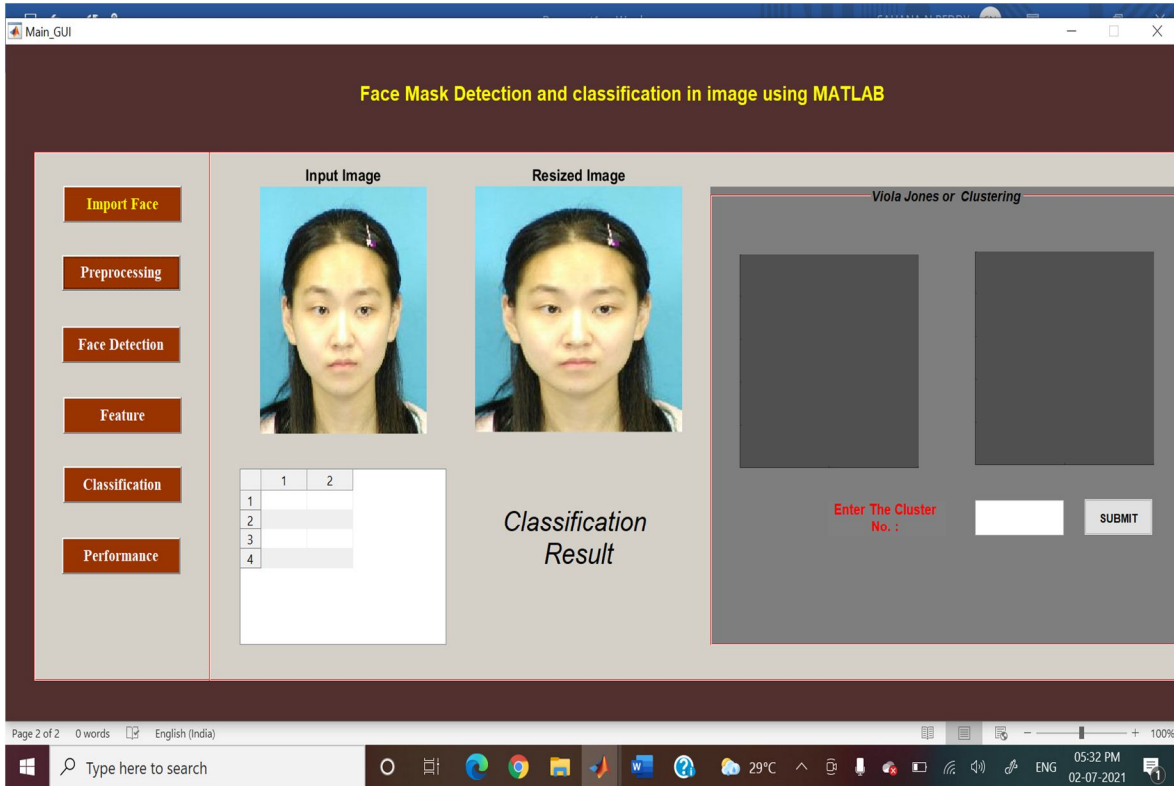 Main_GUI
Face Mask Detection and classification in image using MATLAB
Import Face
Preprocessing
Face Detection
Feature
Classification
Performance
Input Image
Resized Image
1 2
1
2
3
4
Classification
Result
Viola Jones or Clustering
Enter The Cluster
No. :
SUBMIT
Page 2 of 2 0 words English (India)
100%
Type here to search
W
29°C
ENG
05:32 PM
02-07-2021
1